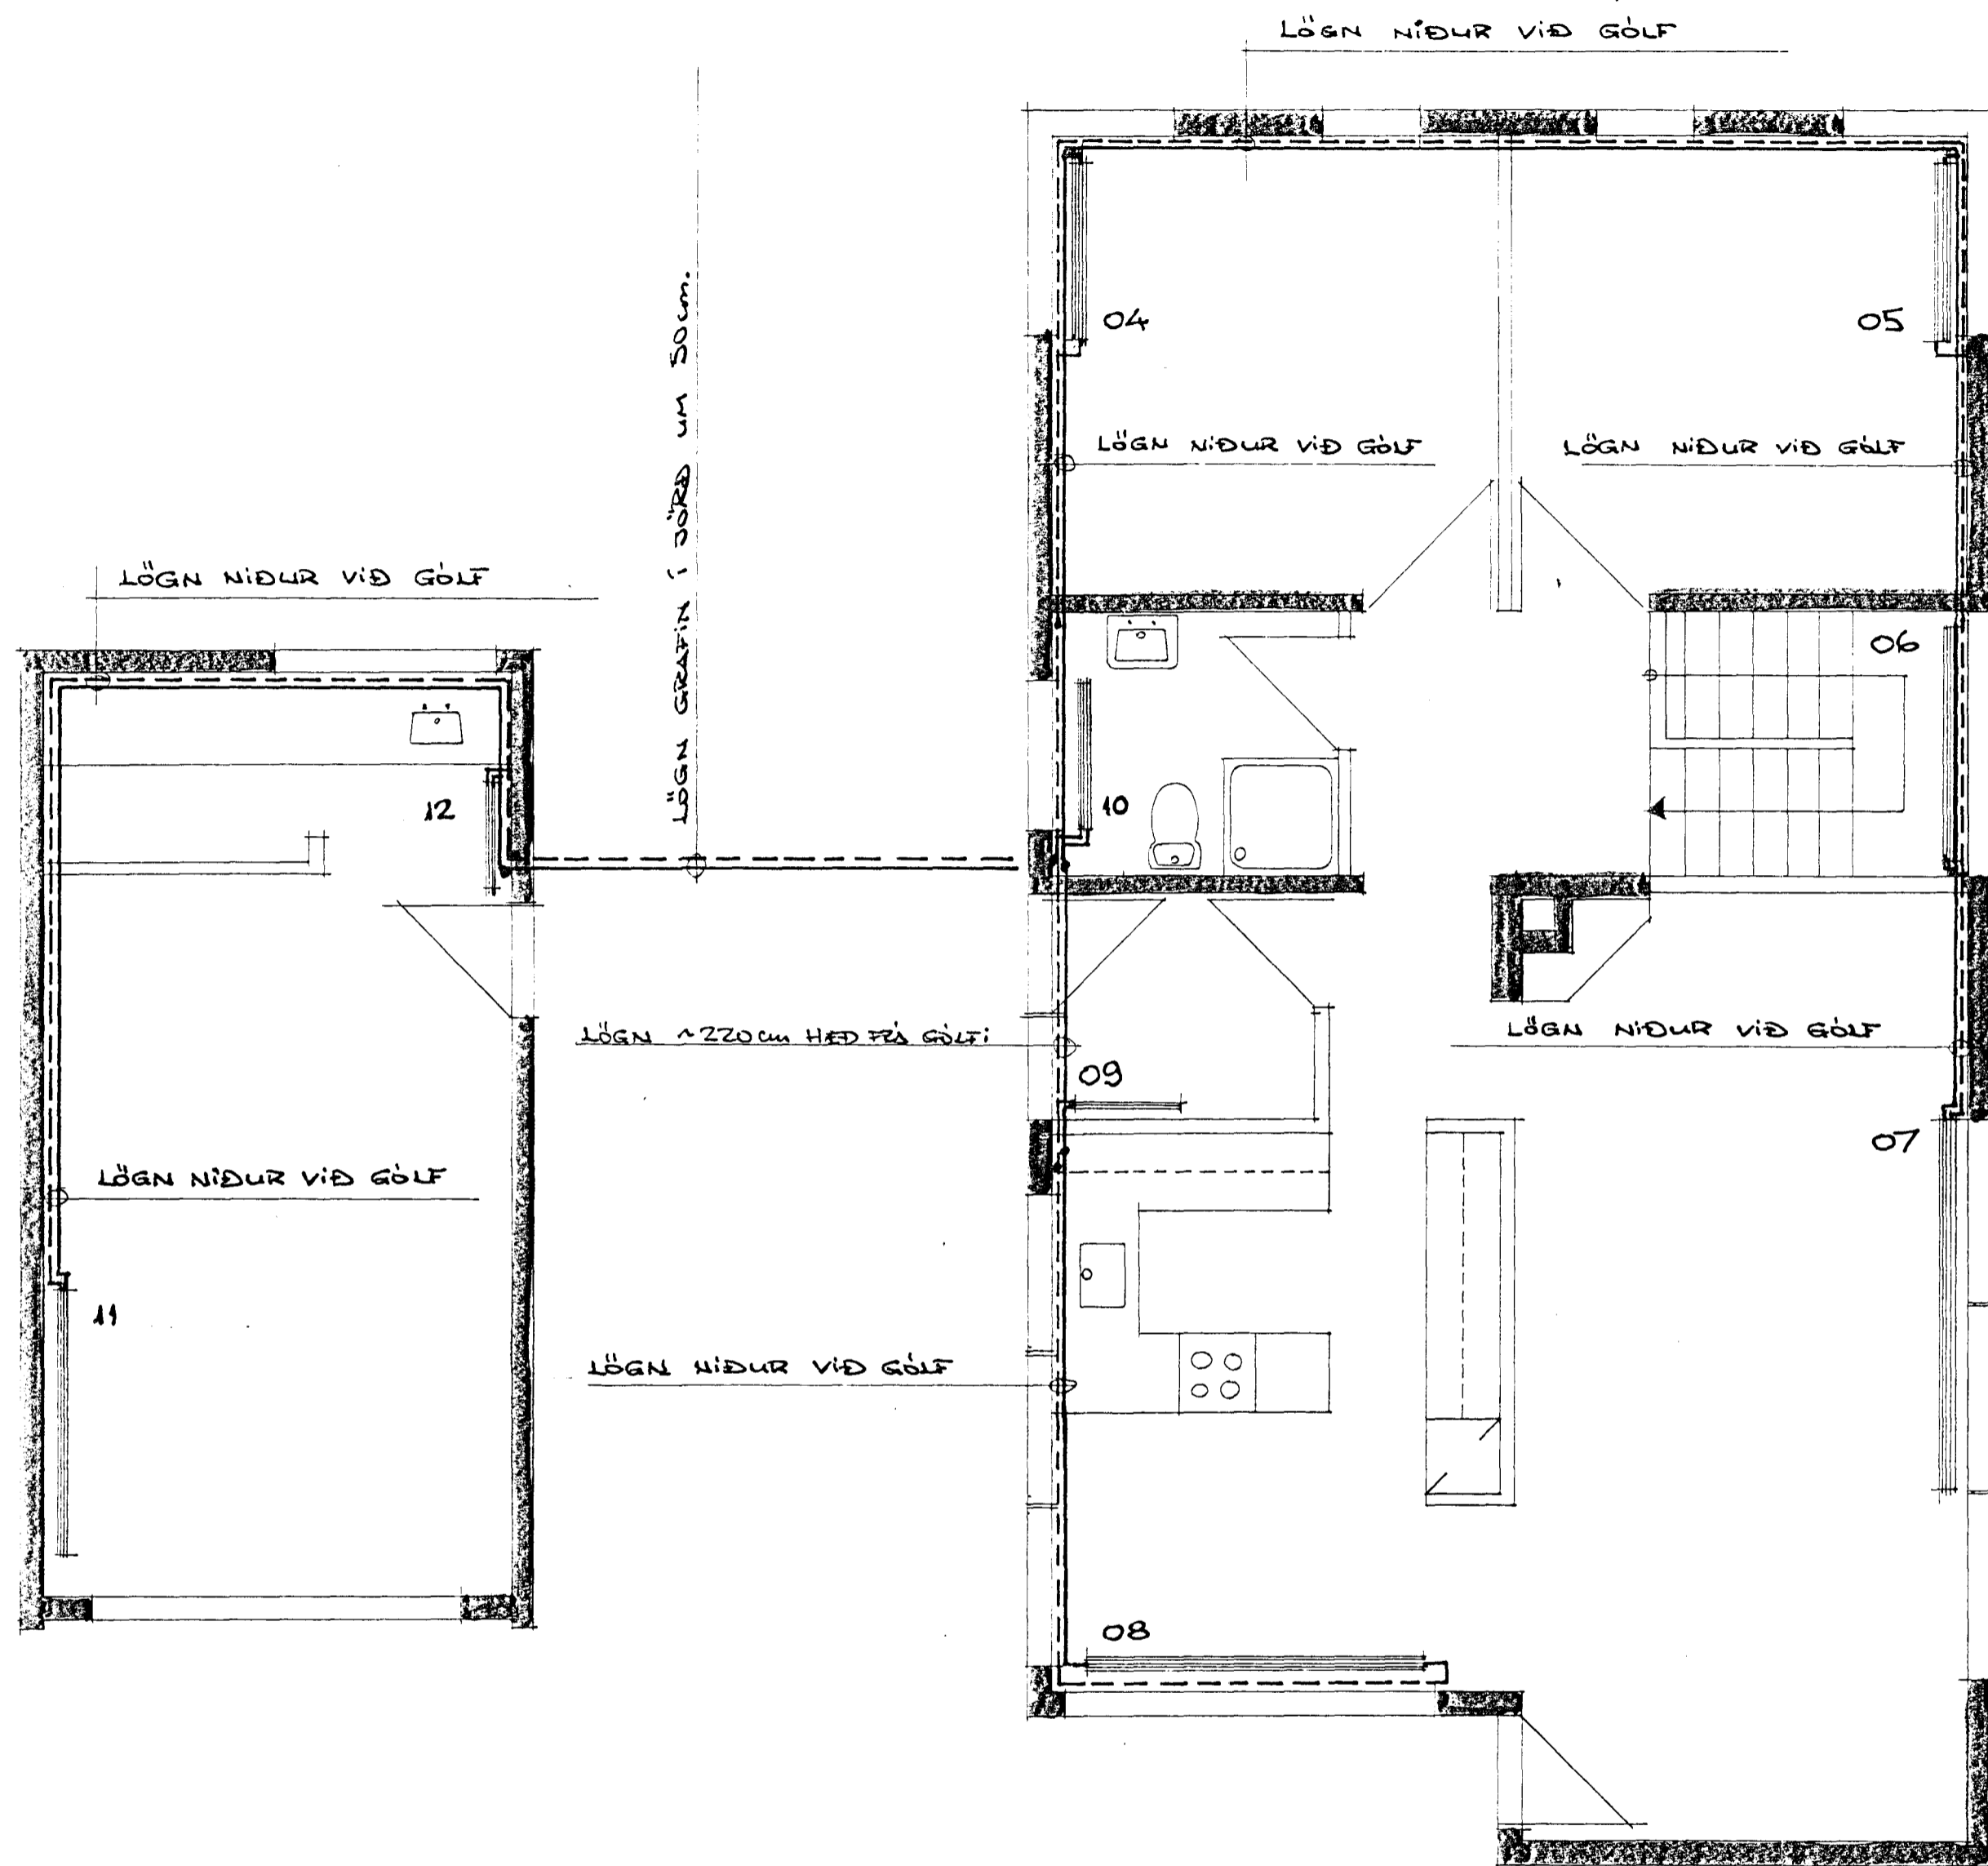 LÖGN NIÐUR VIÐ GÓLF
LÖGN GRAFIN Í JÖRÐ UM 50cm.
04
05
LÖGN NIÐUR VIÐ GÓLF
LÖGN NIÐUR VIÐ GÓLF
LÖGN NIÐUR VIÐ GÓLF
06
12
10
LÖGN ~220cm HÆÐ FRÁ GÓLFI
LÖGN NIÐUR VIÐ GÓLF
09
07
LÖGN NIÐUR VIÐ GÓLF
11
LÖGN NIÐUR VIÐ GÓLF
08